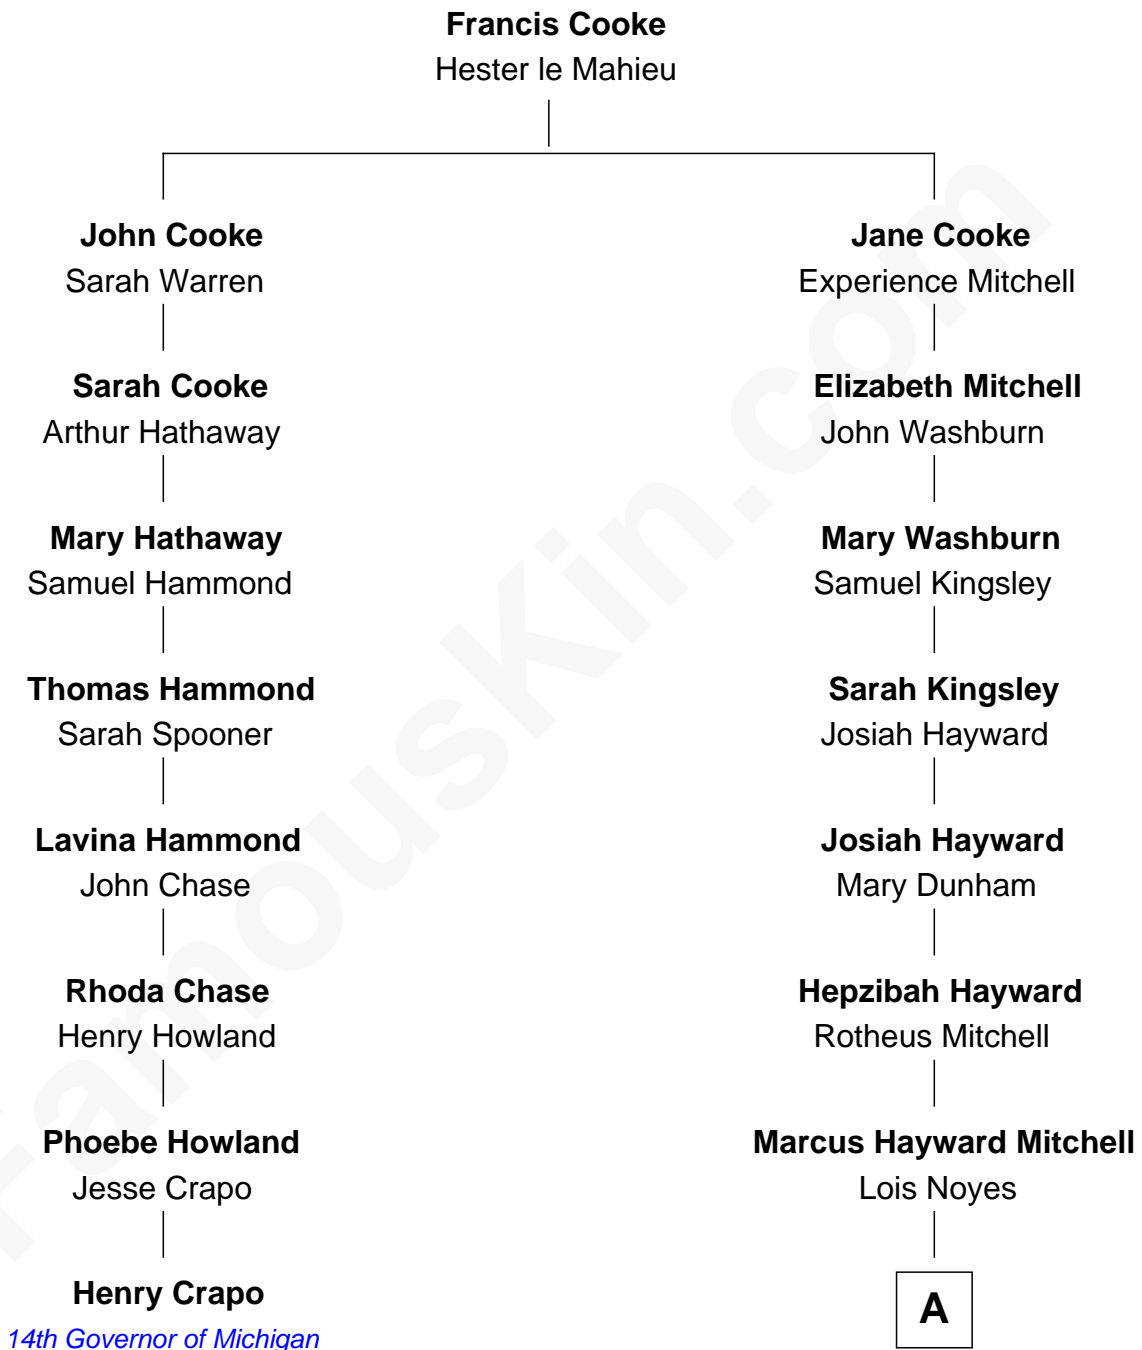 Francis Cooke
Hester le Mahieu
John Cooke
Sarah Warren
Jane Cooke
Experience Mitchell
Sarah Cooke
Arthur Hathaway
Elizabeth Mitchell
John Washburn
Mary Hathaway
Samuel Hammond
Mary Washburn
Samuel Kingsley
Thomas Hammond
Sarah Spooner
Sarah Kingsley
Josiah Hayward
Lavina Hammond
John Chase
Josiah Hayward
Mary Dunham
Rhoda Chase
Henry Howland
Hepzibah Hayward
Rotheus Mitchell
Phoebe Howland
Jesse Crapo
Marcus Hayward Mitchell
Lois Noyes
Henry Crapo
14th Governor of Michigan
A
FamousKin.com